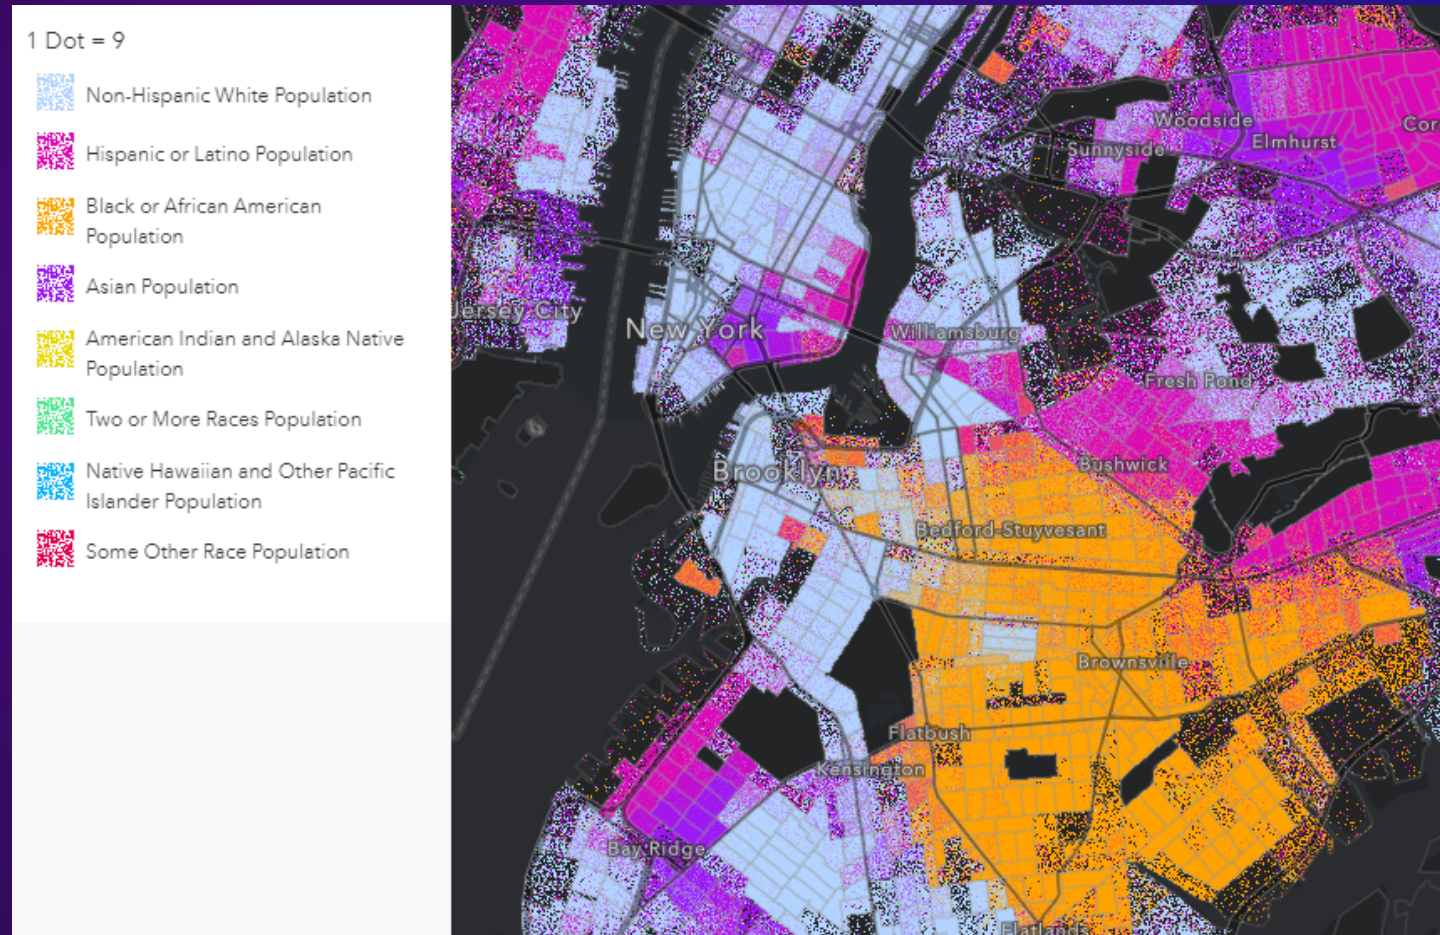 1 Dot = 9
Non-Hispanic White Population
Hispanic or Latino Population
Black or African American
Population
Asian Population
American Indian and Alaska Native
Population
Two or More Races Population
Native Hawaiian and Other Pacific
Islander Population
Some Other Race Population
Woodside
Cor
Elmhurst
Sunnyside
Jersey City
New York
Williamsburg
Fresh Pond
Bushwick
Brooklyn
Bedford-Stuyvesant
Brownsville
Flatbush
Kensington
Bay Ridge
Flatlands